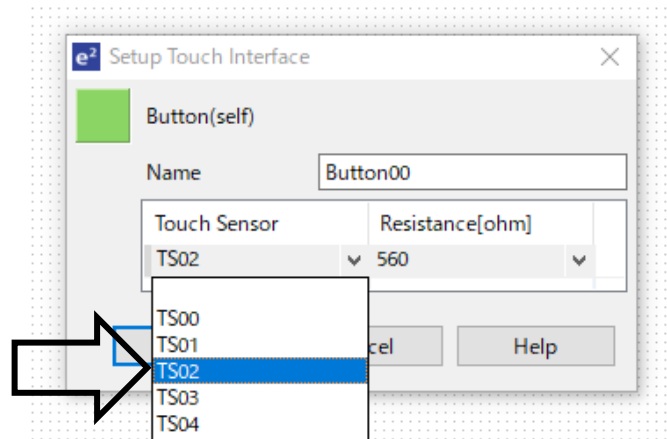 e² Setup Touch Interface
Button(self)
Name Button00
Touch Sensor Resistance[ohm]
TS02 560
TS00
TS01
cel Help
TS02
TS03
TS04